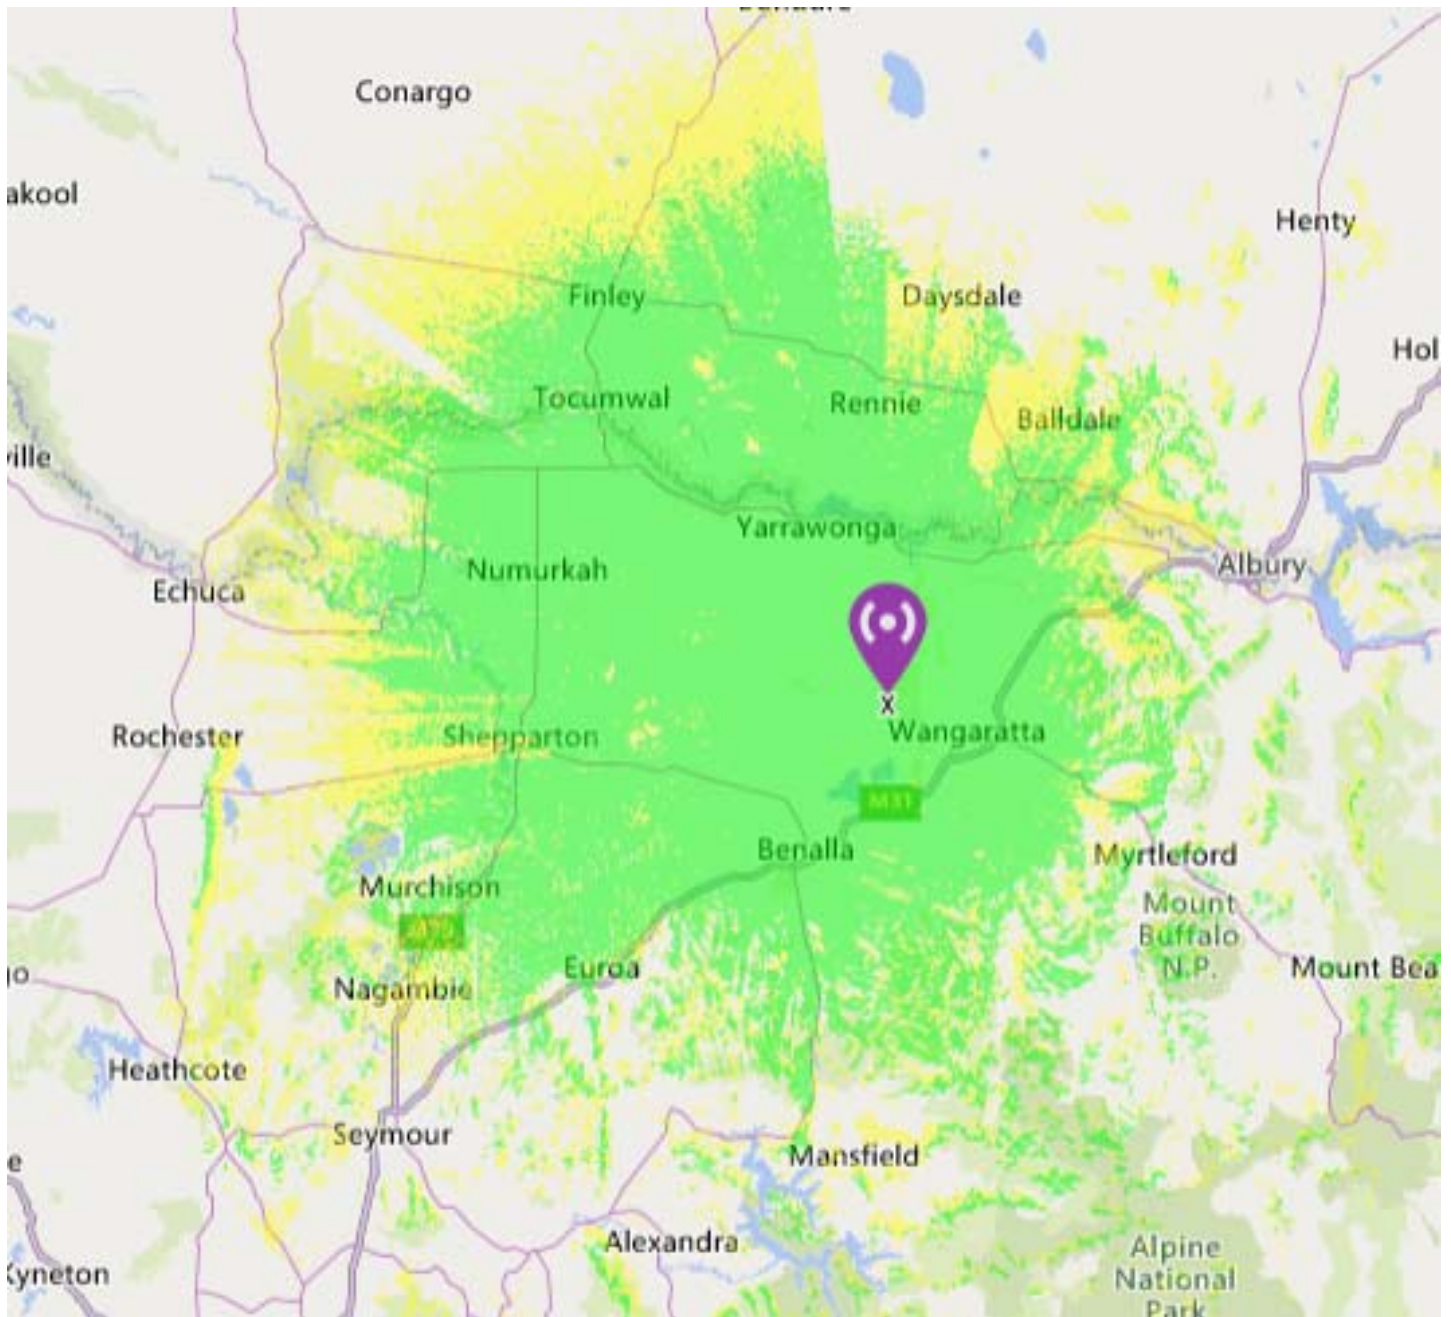 Conargo
akool
Henty
Finley
Daysdale
Hol
Tocumwal
Rennie
Balldale
ville
Yarrawonga
Albury
Numurkah
Echuca
X
Wangaratta
Rochester
Shepparton
M31
Benalla
Myrtleford
Murchison
Mount
Buffalo
N.P.
Euroa
Mount Bea
go
Nagambie
Heathcote
Seymour
e
Mansfield
Alexandra
Alpine
National
Park
Kyneton